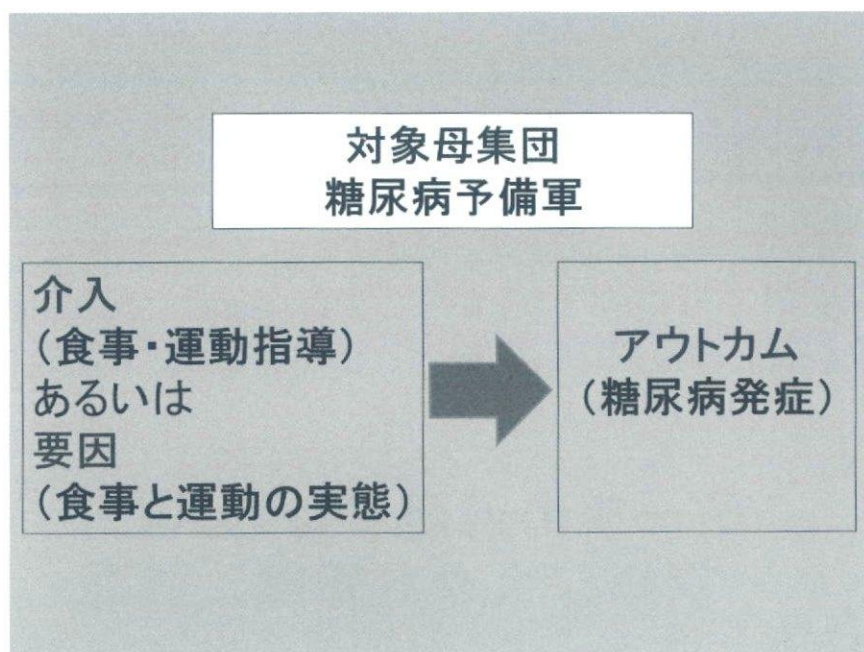 対象母集団
糖尿病予備軍
介入
(食事・運動指導)
あるいは
要因
(食事と運動の実態)
アウトカム
(糖尿病発症)